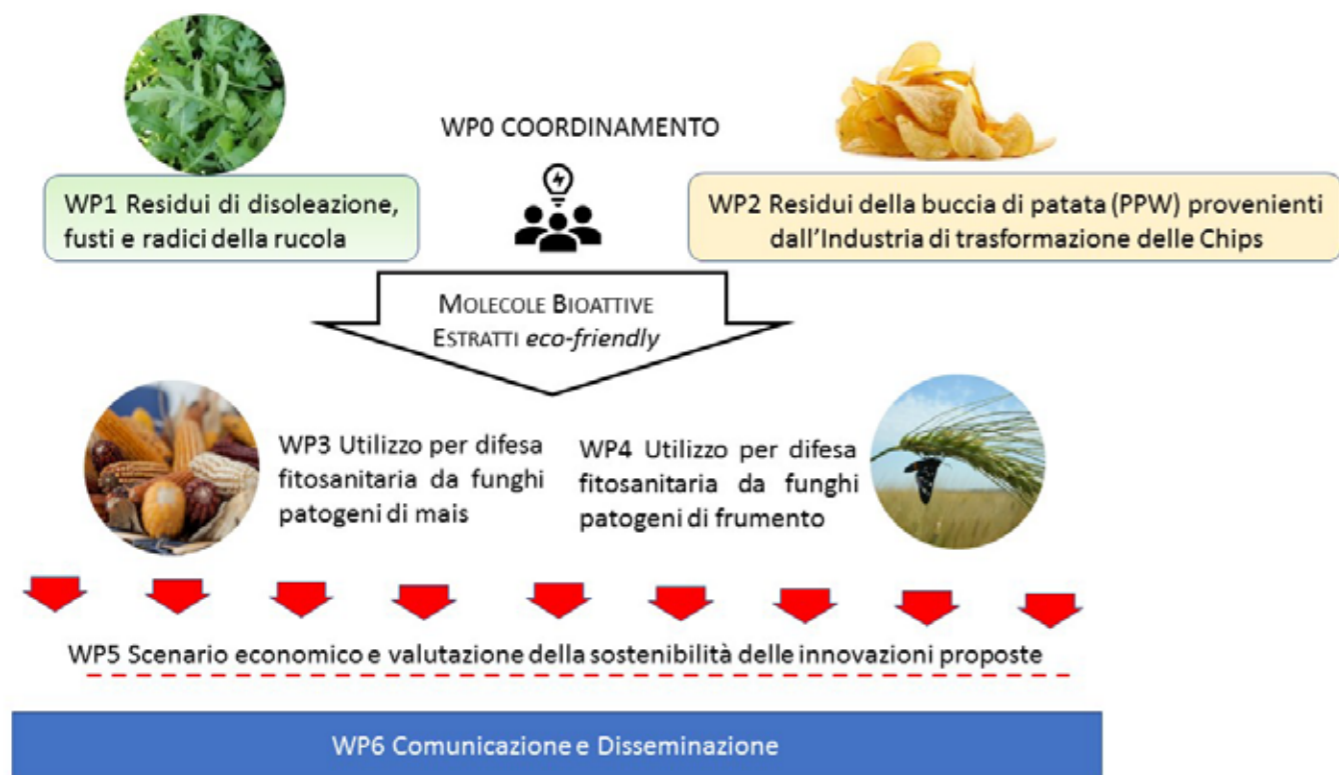 WP0 COORDINAMENTO
WP1 Residui di disoleazione,
fusti e radici della rucola
WP2 Residui della buccia di patata (PPW) provenienti
dall'Industria di trasformazione delle Chips
MOLECOLE BIOATTIVE
ESTRATTI eco-friendly
WP3 Utilizzo per difesa
fitosanitaria da funghi
patogeni di mais
WP4 Utilizzo per difesa
fitosanitaria da funghi
patogeni di frumento
WP5 Scenario economico e valutazione della sostenibilità delle innovazioni proposte
WP6 Comunicazione e Disseminazione